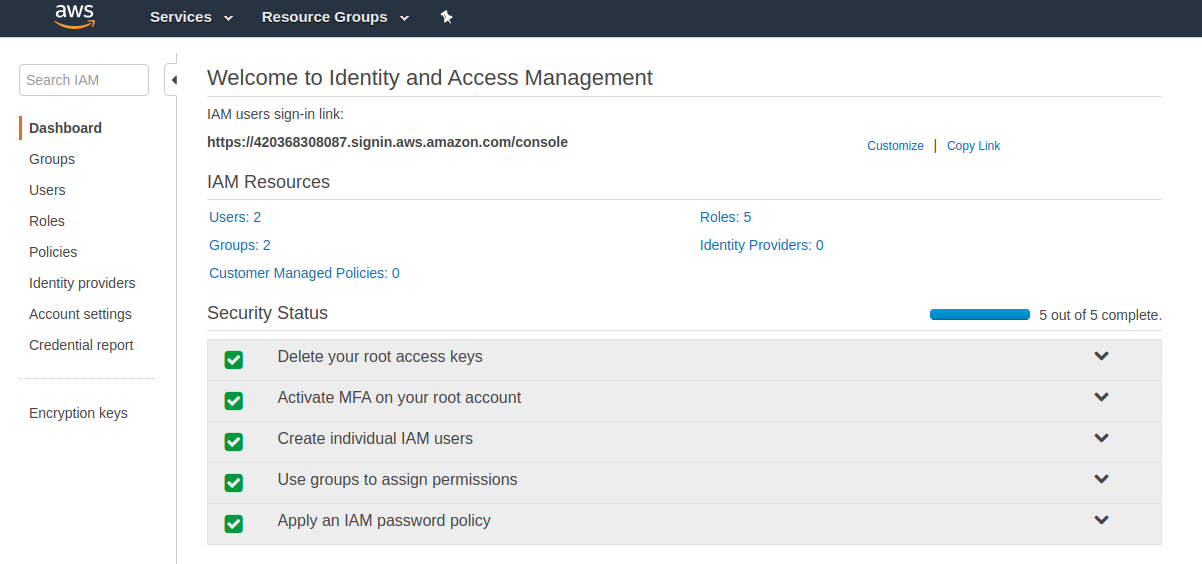 aws Services Resource Groups
Search IAM
Dashboard
Groups
Users
Roles
Policies
Identity providers
Account settings
Credential report
Encryption keys
Welcome to Identity and Access Management
IAM users sign-in link:
https://420368308087.signin.aws.amazon.com/console Customize | Copy Link
IAM Resources
Users: 2 Roles: 5
Groups: 2 Identity Providers: 0
Customer Managed Policies: 0
Security Status 5 out of 5 complete.
Delete your root access keys
Activate MFA on your root account
Create individual IAM users
Use groups to assign permissions
Apply an IAM password policy